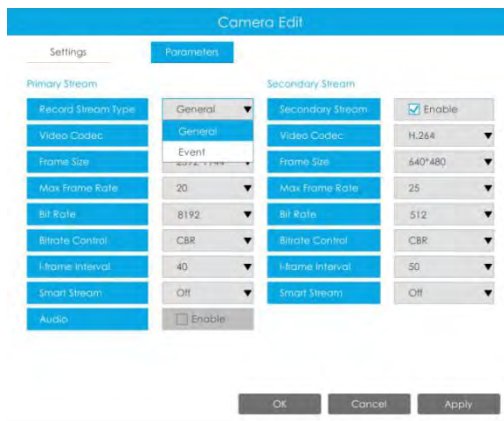 Camera Edit
Settings Parameters
Primary Stream Secondary Stream
Record Stream Type General Secondary Stream Enable
Video Codec General H.264
Event
Frame Size Frame Size 640*480
Max Frame Rate 20 Max Frame Rate 25
Bit Rate 8192 Bit Rate 512
Bitrate Control CBR Bitrate Control CBR
I-frame Interval 40 I-frame Interval 50
Smart Stream Off Smart Stream Off
Audio Enable
OK Cancel Apply